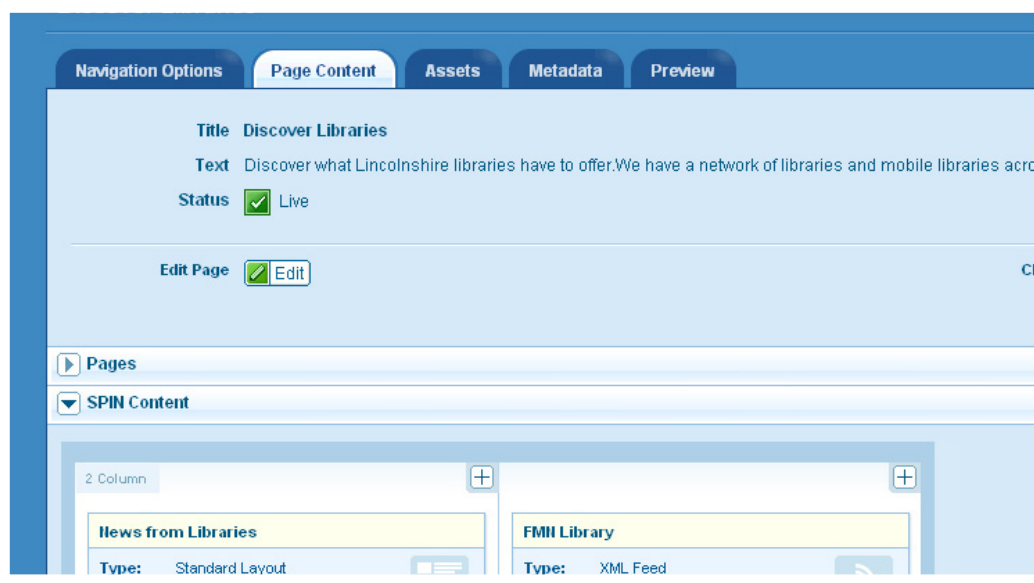 Navigation Options Page Content Assets Metadata Preview
Title Discover Libraries
Text Discover what Lincolnshire libraries have to offer.We have a network of libraries and mobile libraries acro
Status Live
Edit Page Edit
Pages
SPIN Content
2 Column
News from Libraries FMN Library
Type: Standard Layout Type: XML Feed